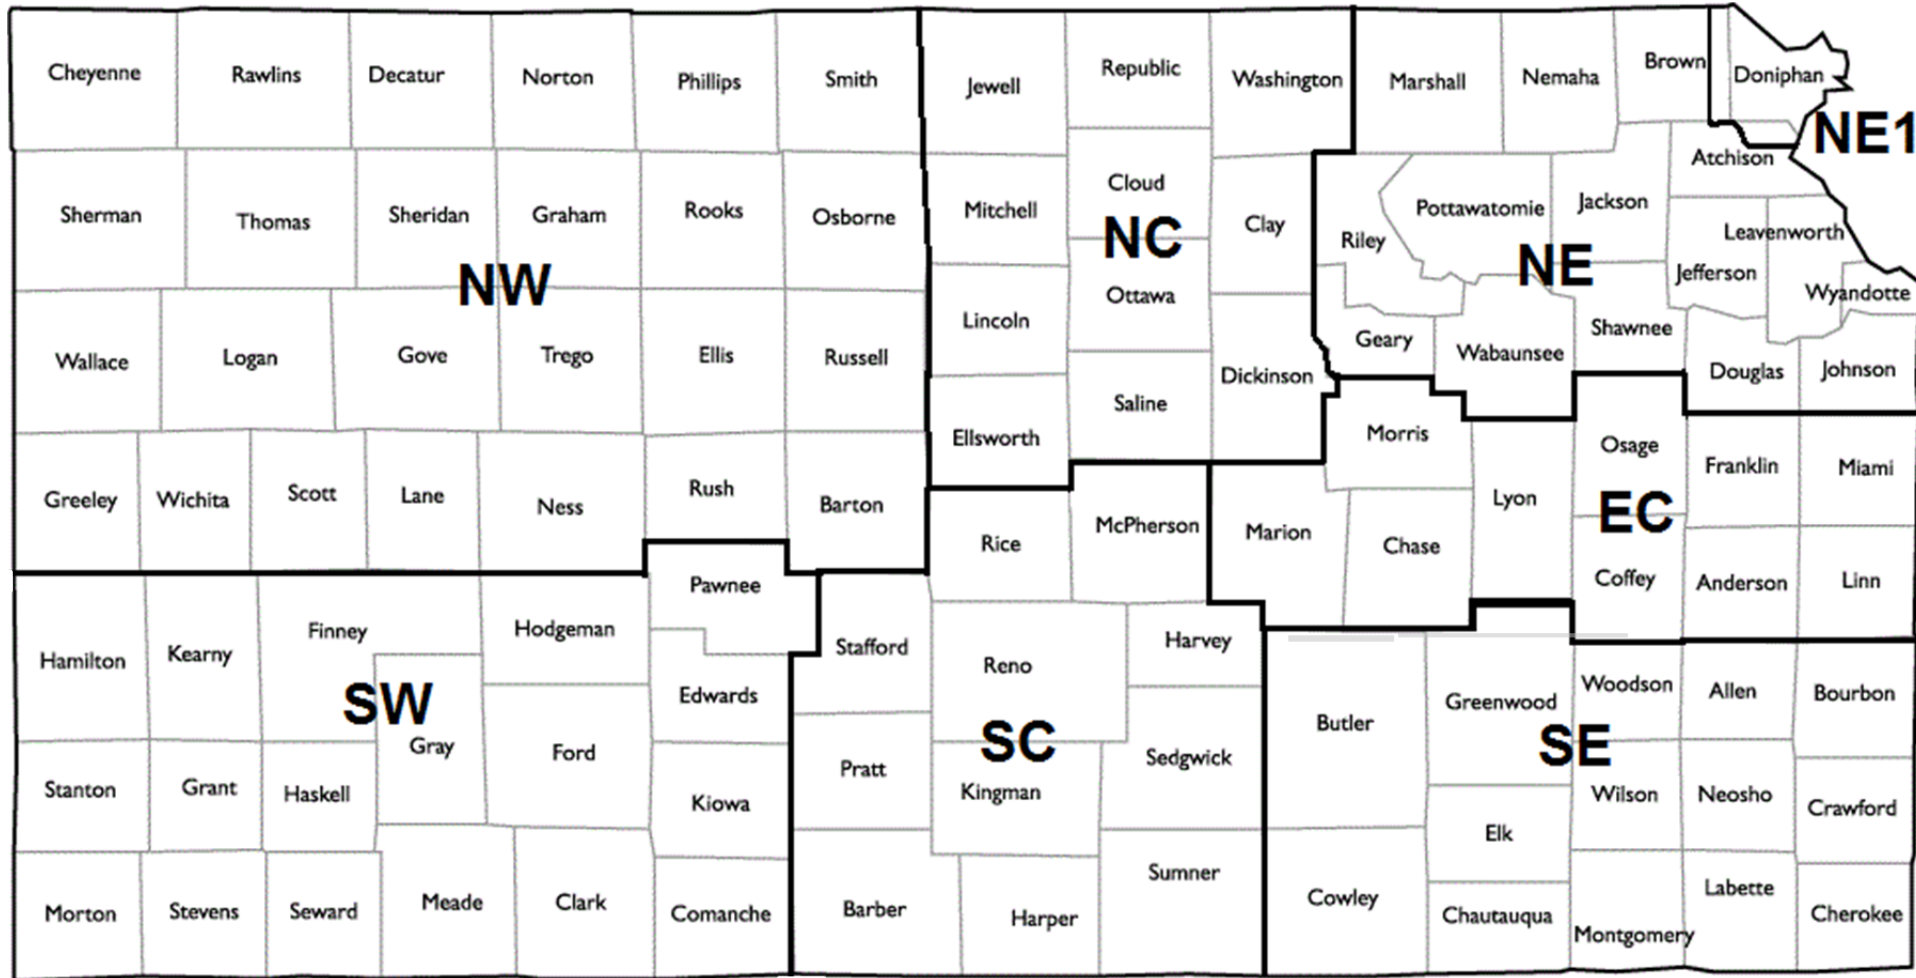 Cheyenne
Rawlins
Decatur
Norton
Phillips
Smith
Jewell
Republic
Washington
Marshall
Nemaha
Brown
Doniphan
NE1
Atchison
Sherman
Thomas
Sheridan
Graham
Rooks
Osborne
Mitchell
Cloud
Clay
Riley
Pottawatomie
Jackson
Leavenworth
Jefferson
Wyandotte
NW
NC
NE
Wallace
Logan
Gove
Trego
Ellis
Russell
Lincoln
Ottawa
Saline
Dickinson
Geary
Wabaunsee
Shawnee
Douglas
Johnson
Greeley
Wichita
Scott
Lane
Ness
Rush
Barton
Ellsworth
Rice
McPherson
Marion
Morris
Chase
Lyon
Osage
EC
Coffey
Franklin
Miami
Anderson
Linn
Hamilton
Kearny
Finney
Hodgeman
Pawnee
Edwards
Stafford
Reno
Harvey
SW
Gray
Ford
Kiowa
Pratt
SC
Kingman
Sedgwick
Butler
Greenwood
Woodson
Allen
Bourbon
SE
Stanton
Grant
Haskell
Elk
Wilson
Neosho
Crawford
Morton
Stevens
Seward
Meade
Clark
Comanche
Barber
Harper
Sumner
Cowley
Chautauqua
Montgomery
Labette
Cherokee